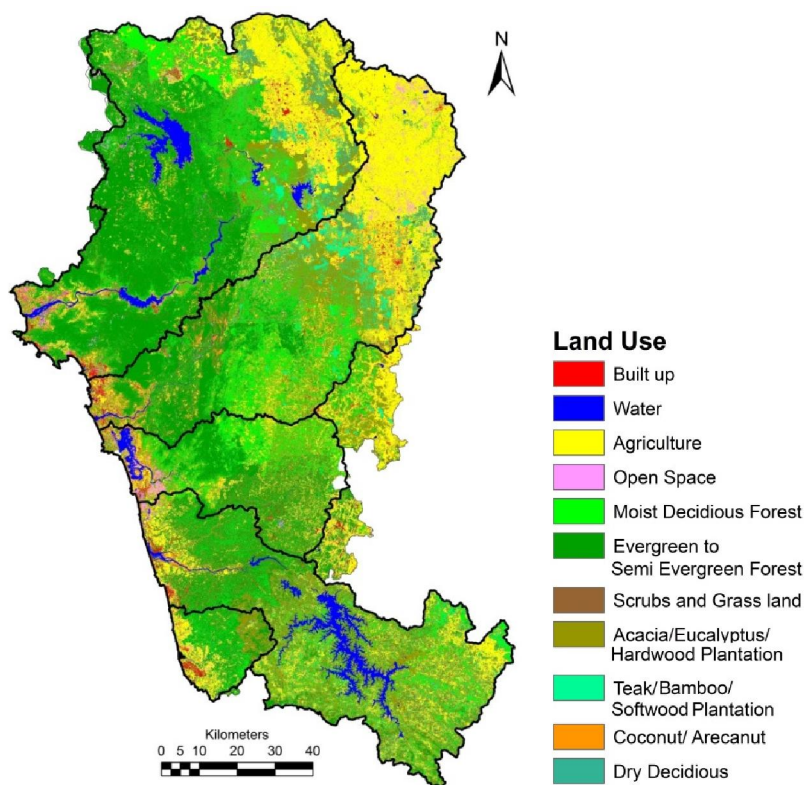 N
Land Use
Built up
Water
Agriculture
Open Space
Moist Decidious Forest
Evergreen to
Semi Evergreen Forest
Scrubs and Grass land
Acacia/Eucalyptus/
Hardwood Plantation
Teak/Bamboo/
Softwood Plantation
Coconut/ Arecanut
Dry Decidious
Kilometers
0 5 10 20 30 40